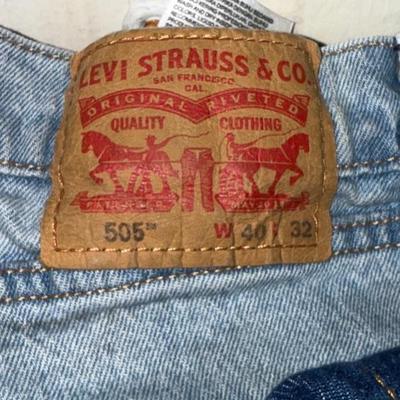 LEVI STRAUSS & CO.
SAN FRANCISCO
CAL.
ORIGINAL RIVETED
QUALITY CLOTHING
505™ W 40 L 32